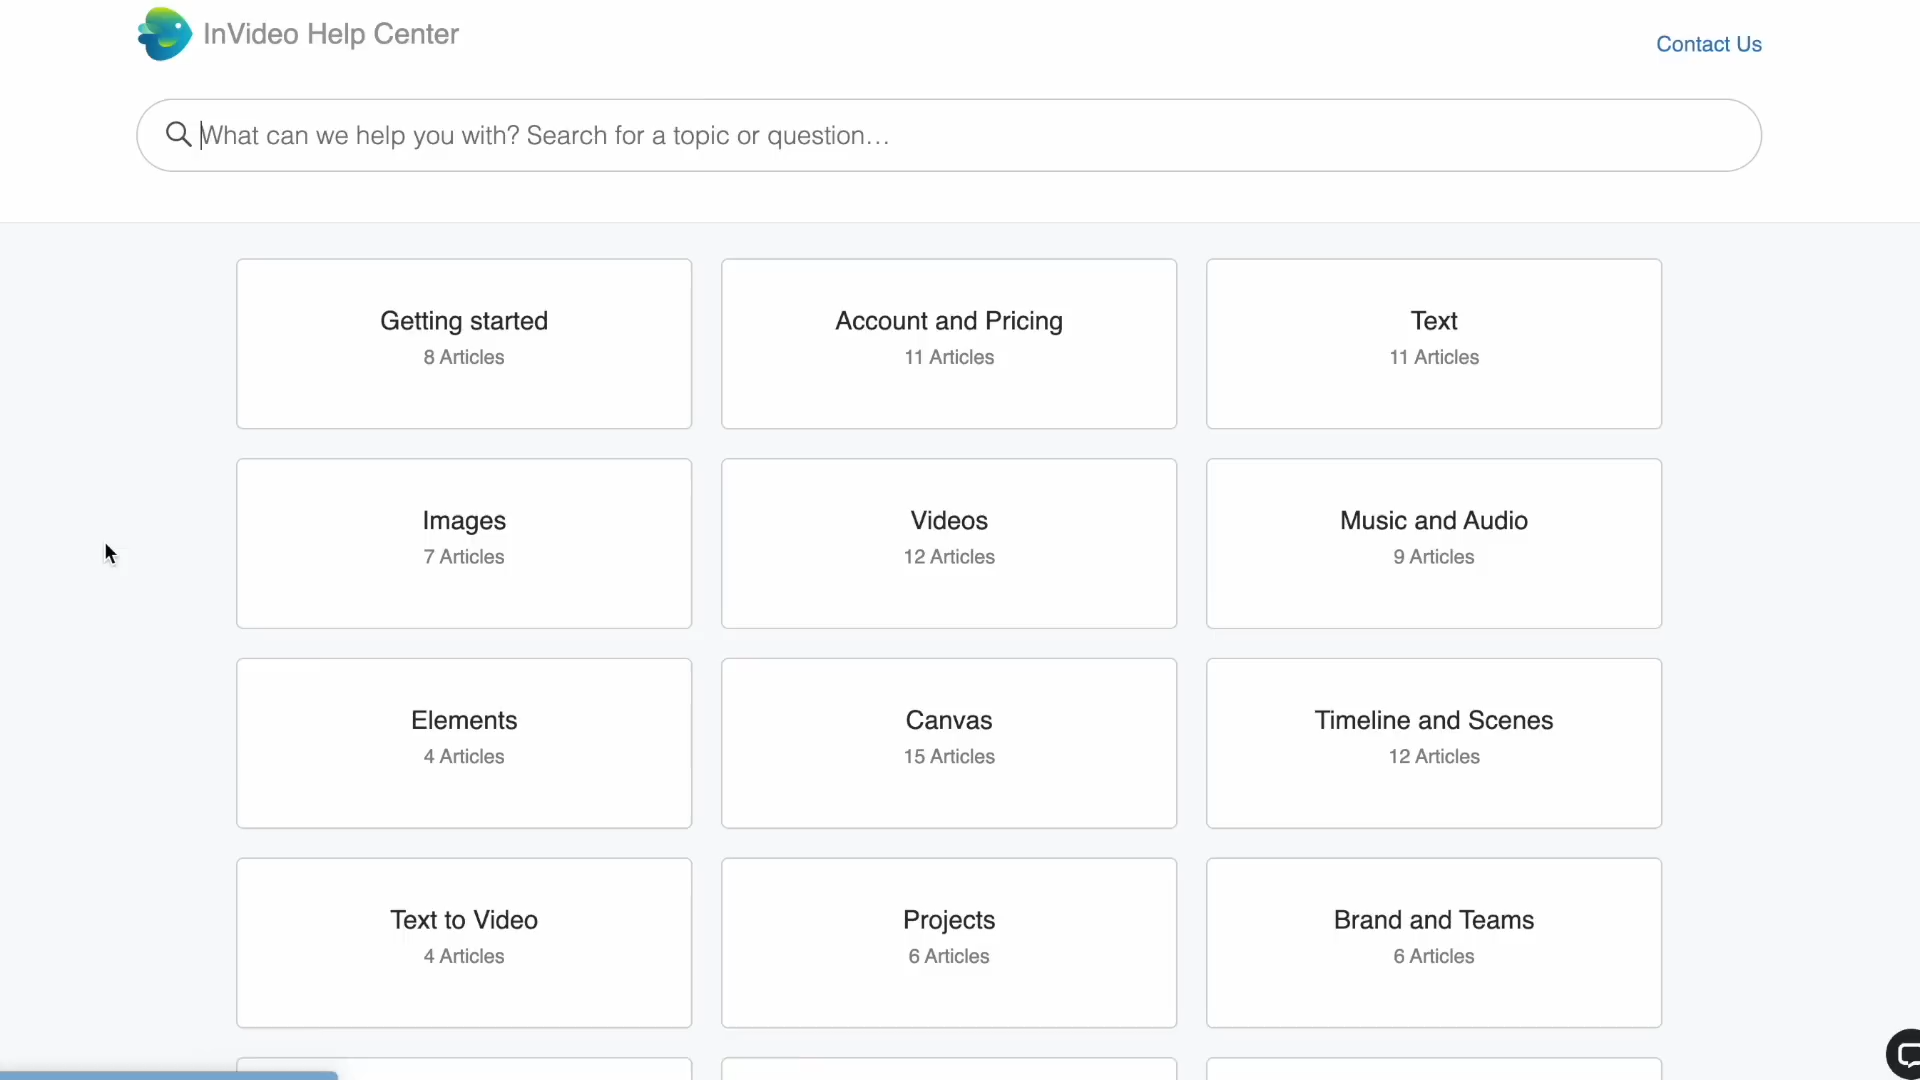 InVideo Help Center
Contact Us
What can we help you with? Search for a topic or question…
Getting started
8 Articles
Account and Pricing
11 Articles
Text
11 Articles
Images
7 Articles
Videos
12 Articles
Music and Audio
9 Articles
Elements
4 Articles
Canvas
15 Articles
Timeline and Scenes
12 Articles
Text to Video
4 Articles
Projects
6 Articles
Brand and Teams
6 Articles